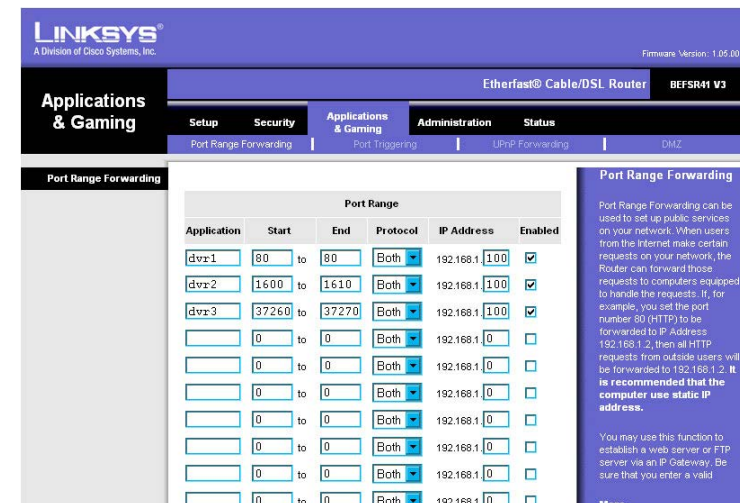 LINKSYS®
A Division of Cisco Systems, Inc.
Firmware Version: 1.05.00
Etherfast® Cable/DSL Router BEFSR41 V3
Applications
& Gaming
Setup Security Applications & Gaming Administration Status
Port Range Forwarding Port Triggering UPnP Forwarding DMZ
Port Range Forwarding
Port Range
Application Start End Protocol IP Address Enabled
dvr1 80 to 80 Both 192.168.1.100
dvr2 1600 to 1610 Both 192.168.1.100
dvr3 37260 to 37270 Both 192.168.1.100
0 to 0 Both 192.168.1.0
0 to 0 Both 192.168.1.0
0 to 0 Both 192.168.1.0
0 to 0 Both 192.168.1.0
0 to 0 Both 192.168.1.0
0 to 0 Both 192.168.1.0
0 to 0 Both 192.168.1.0
Port Range Forwarding
Port Range Forwarding can be
used to set up public services
on your network. When users
from the Internet make certain
requests on your network, the
Router can forward those
requests to computers equipped
to handle the requests. If, for
example, you set the port
number 80 (HTTP) to be
forwarded to IP Address
192.168.1.2, then all HTTP
requests from outside users will
be forwarded to 192.168.1.2. It
is recommended that the
computer use static IP
address.
You may use this function to
establish a web server or FTP
server via an IP Gateway. Be
sure that you enter a valid